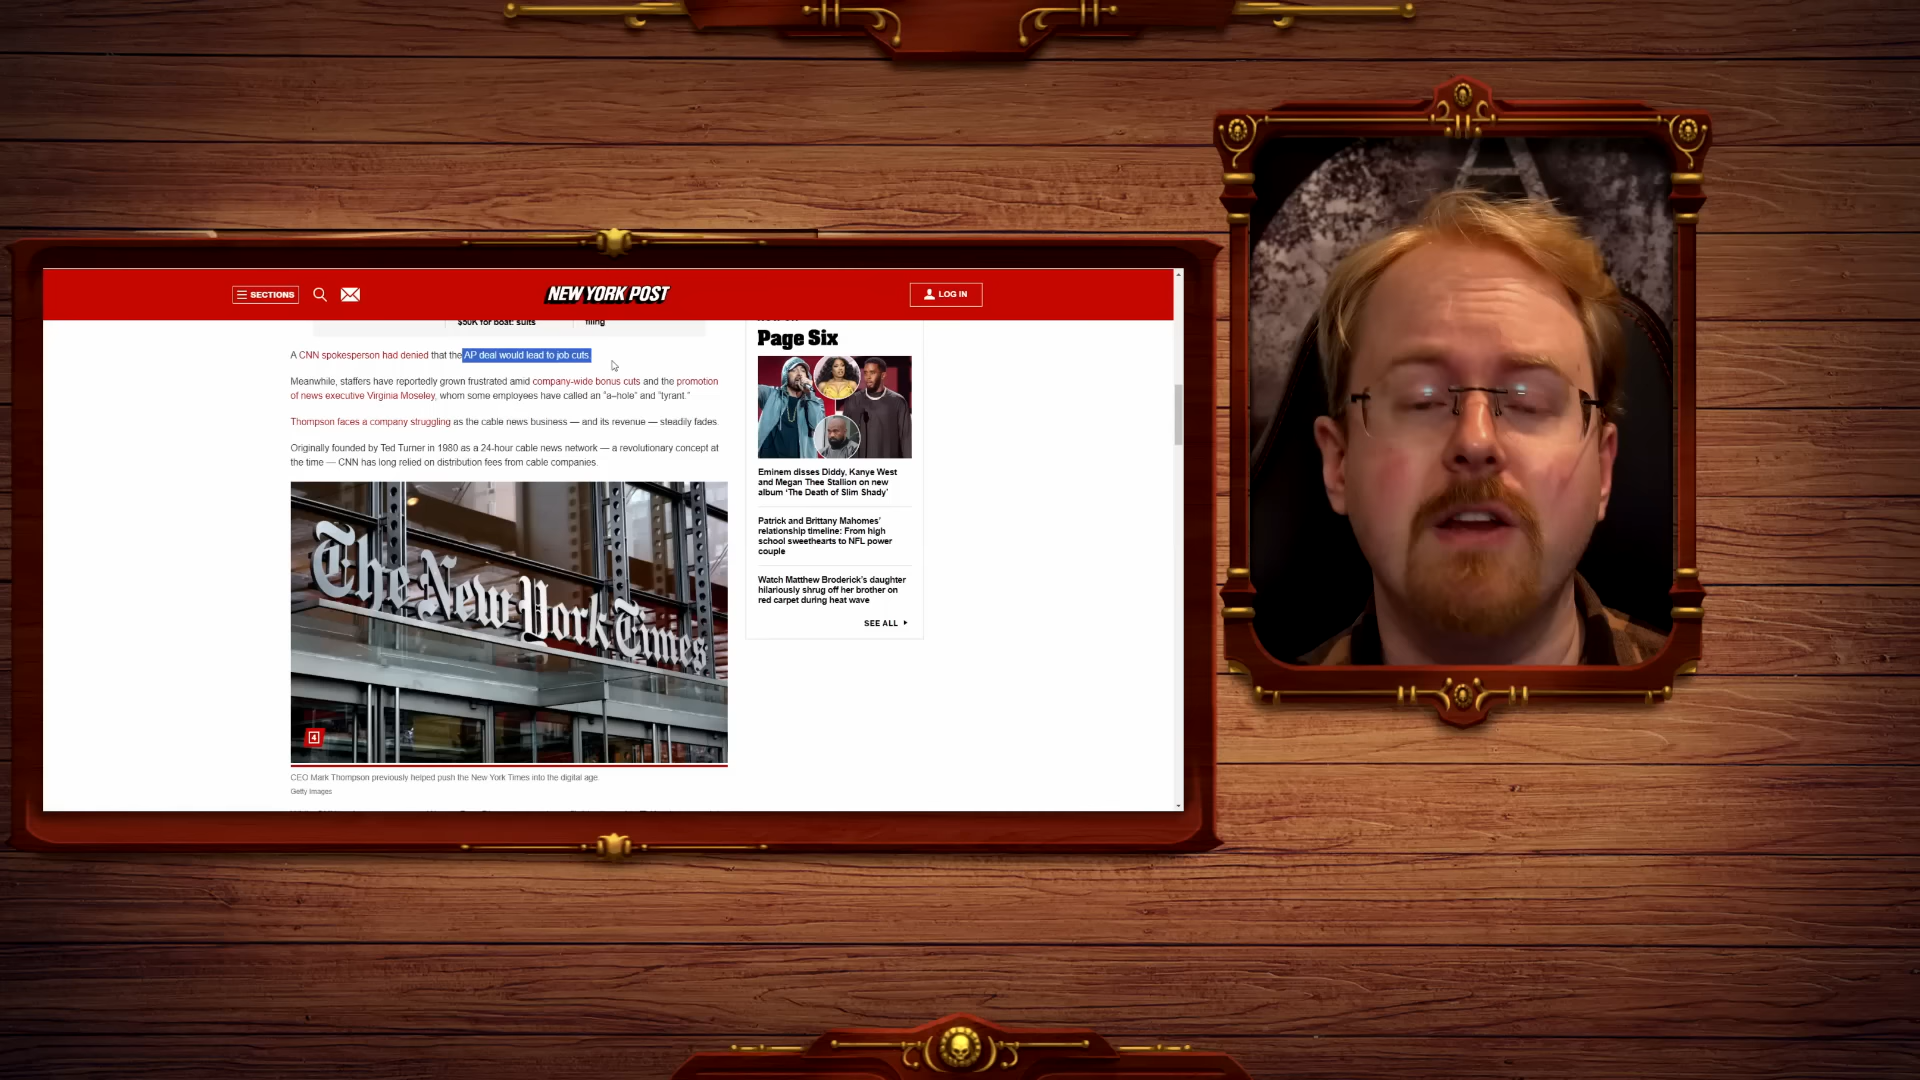 SECTIONS
NEW YORK POST
LOG IN
$50K for boat: suits
filing
A CNN spokesperson had denied that the AP deal would lead to job cuts.
Meanwhile, staffers have reportedly grown frustrated amid company-wide bonus cuts and the promotion
of news executive Virginia Moseley, whom some employees have called an “a–hole” and “tyrant.”
Thompson faces a company struggling as the cable news business — and its revenue — steadily fades.
Originally founded by Ted Turner in 1980 as a 24-hour cable news network — a revolutionary concept at
the time — CNN has long relied on distribution fees from cable companies.
The New York Times
4
CEO Mark Thompson previously helped push the New York Times into the digital age.
Getty Images
Page Six
Eminem disses Diddy, Kanye West
and Megan Thee Stallion on new
album ‘The Death of Slim Shady’
Patrick and Brittany Mahomes’
relationship timeline: From high
school sweethearts to NFL power
couple
Watch Matthew Broderick’s daughter
hilariously shrug off her brother on
red carpet during heat wave
SEE ALL